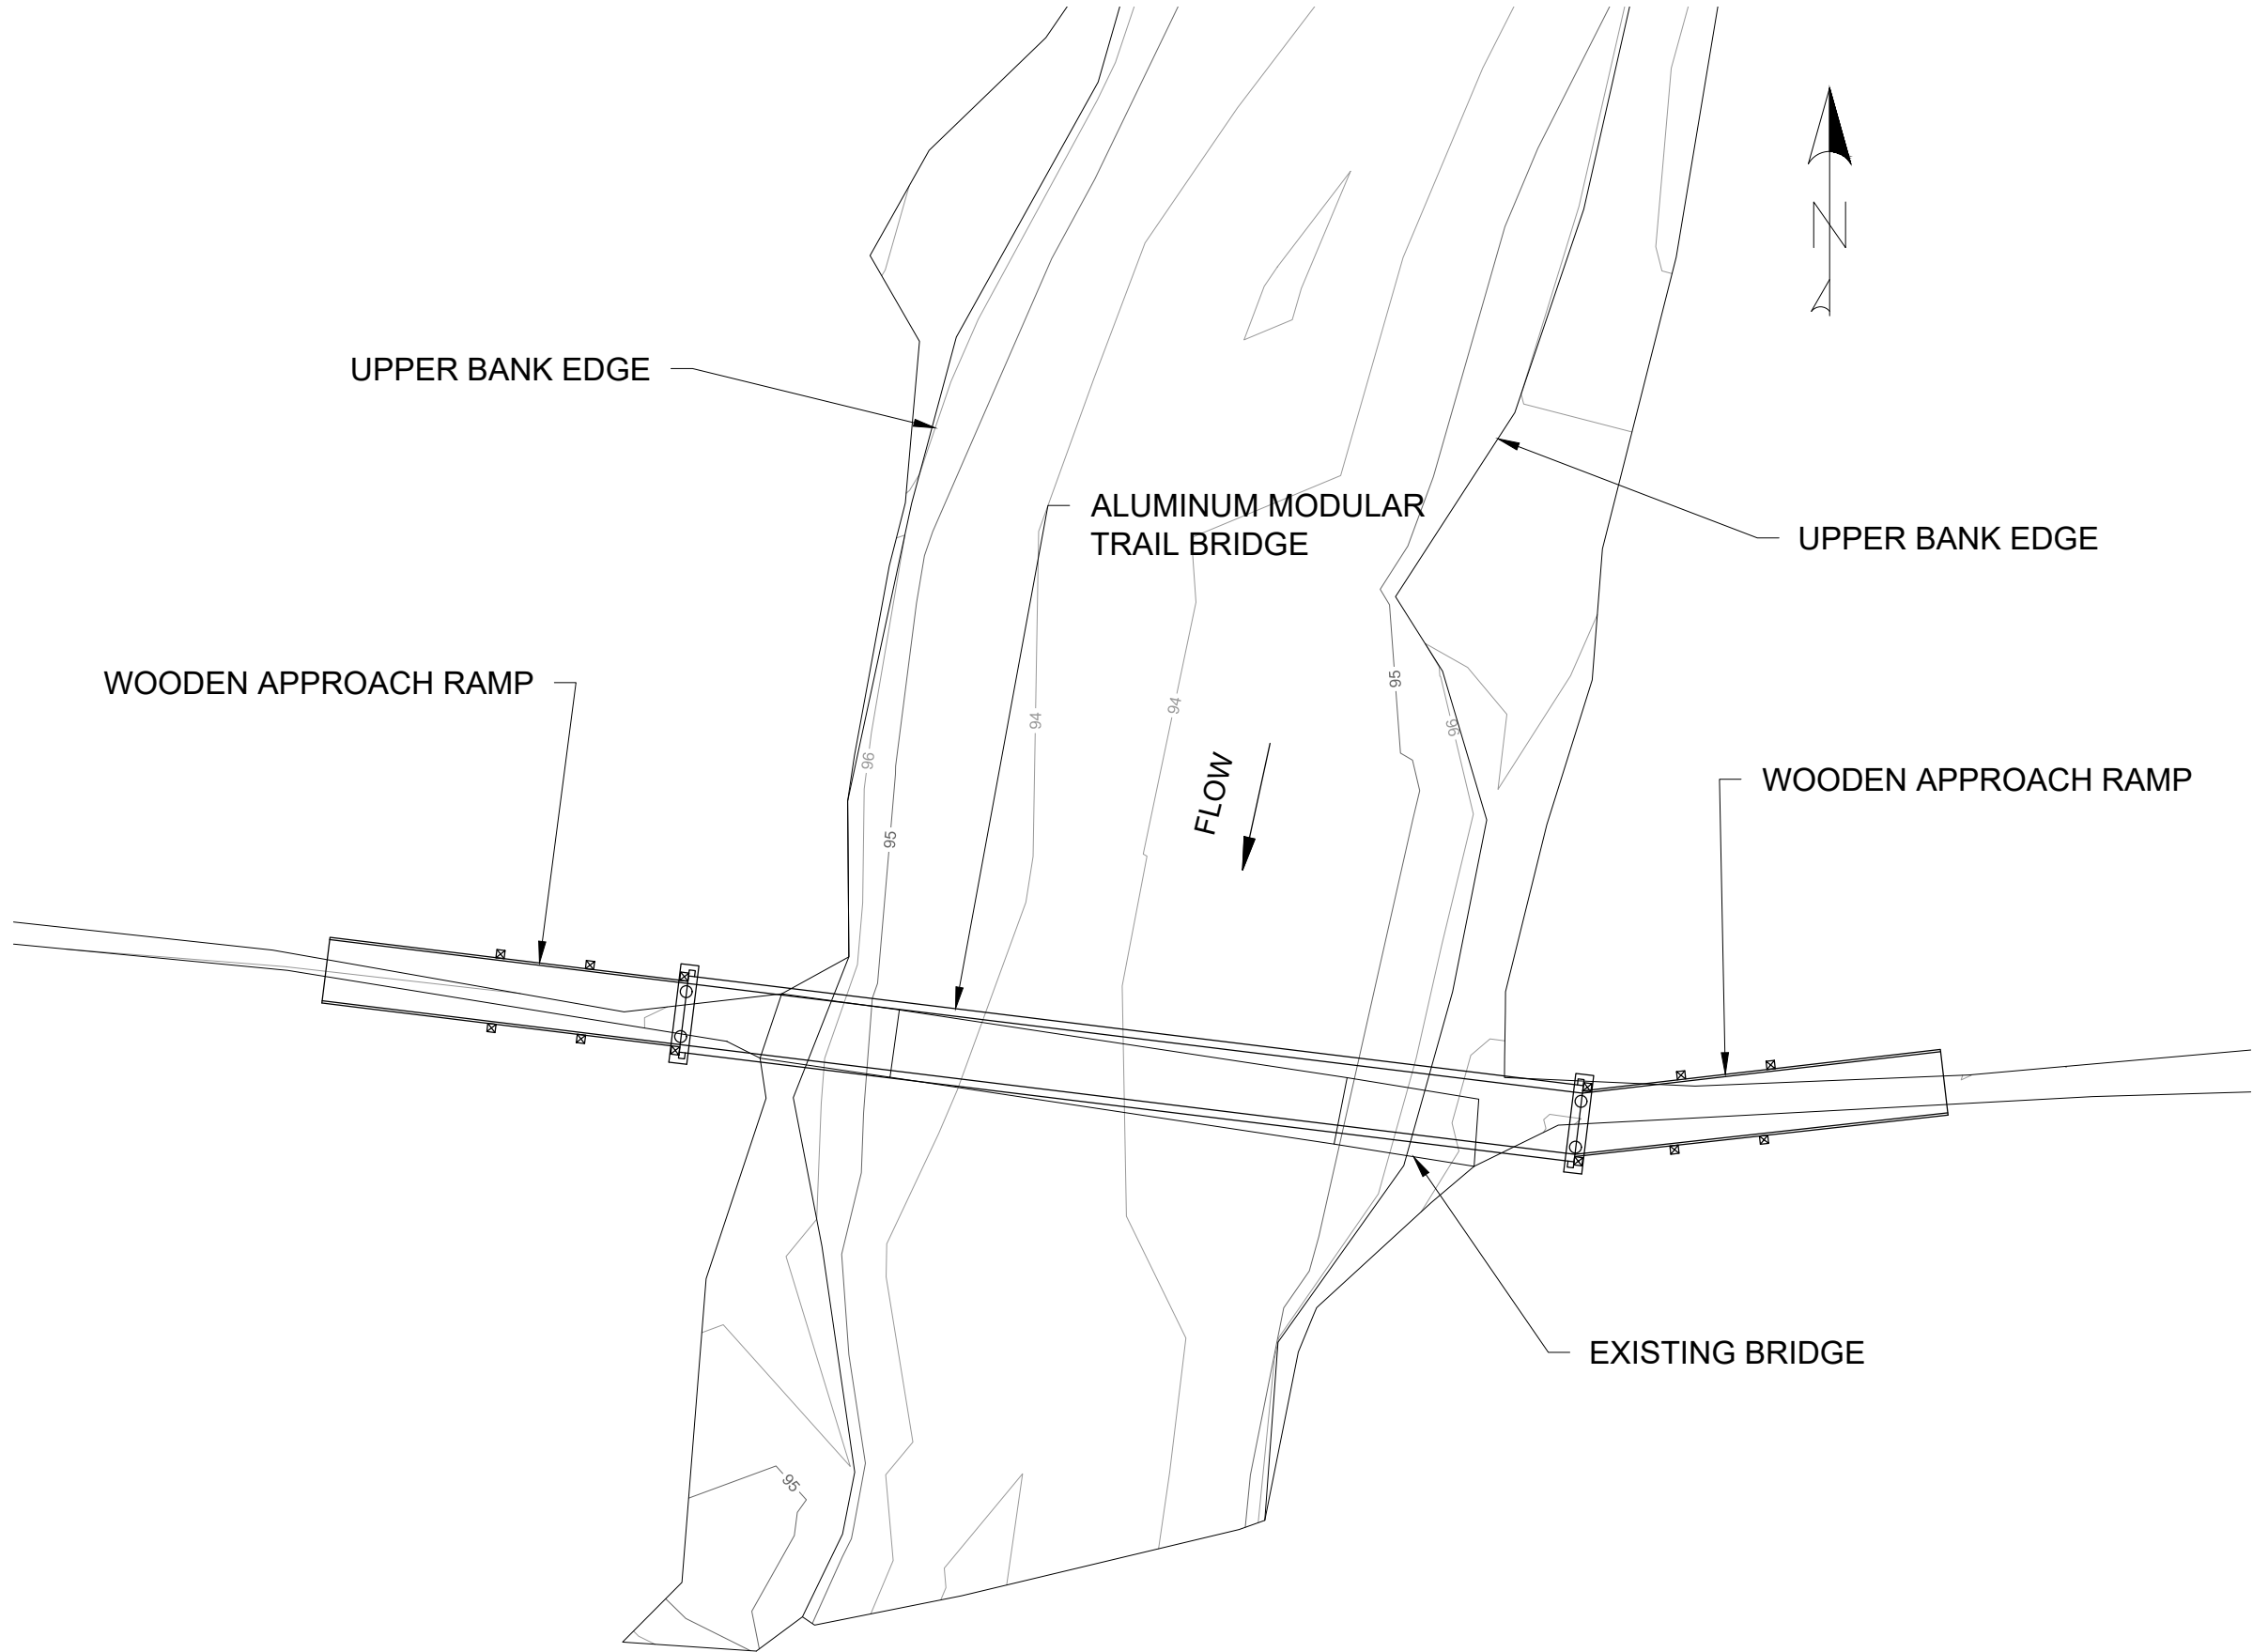 N
UPPER BANK EDGE
ALUMINUM MODULAR
TRAIL BRIDGE
UPPER BANK EDGE
WOODEN APPROACH RAMP
95
94
94
96
96
FLOW
WOODEN APPROACH RAMP
95
EXISTING BRIDGE
95